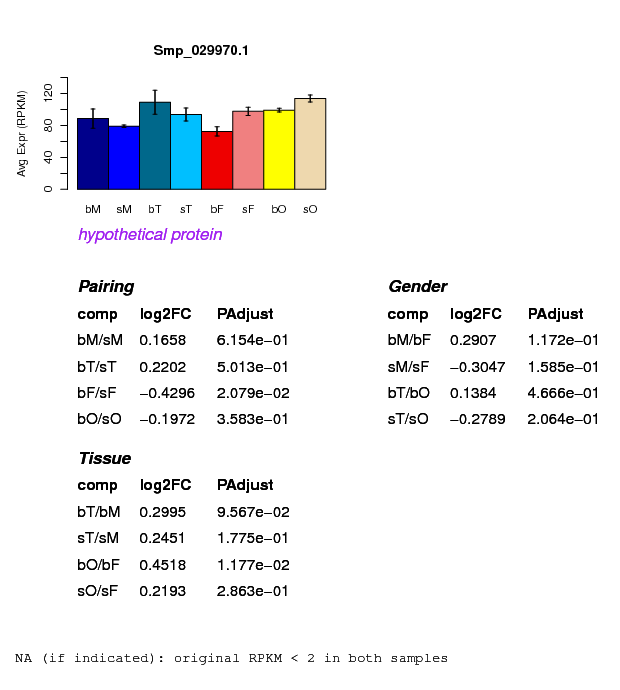 Smp_029970.1
Avg Expr (RPKM)
0 40 80 120
bM sM bT sT bF sF bO sO
hypothetical protein
Pairing
comp log2FC PAdjust
bM/sM 0.1658 6.154e−01
bT/sT 0.2202 5.013e−01
bF/sF −0.4296 2.079e−02
bO/sO −0.1972 3.583e−01
Gender
comp log2FC PAdjust
bM/bF 0.2907 1.172e−01
sM/sF −0.3047 1.585e−01
bT/bO 0.1384 4.666e−01
sT/sO −0.2789 2.064e−01
Tissue
comp log2FC PAdjust
bT/bM 0.2995 9.567e−02
sT/sM 0.2451 1.775e−01
bO/bF 0.4518 1.177e−02
sO/sF 0.2193 2.863e−01
NA (if indicated): original RPKM < 2 in both samples